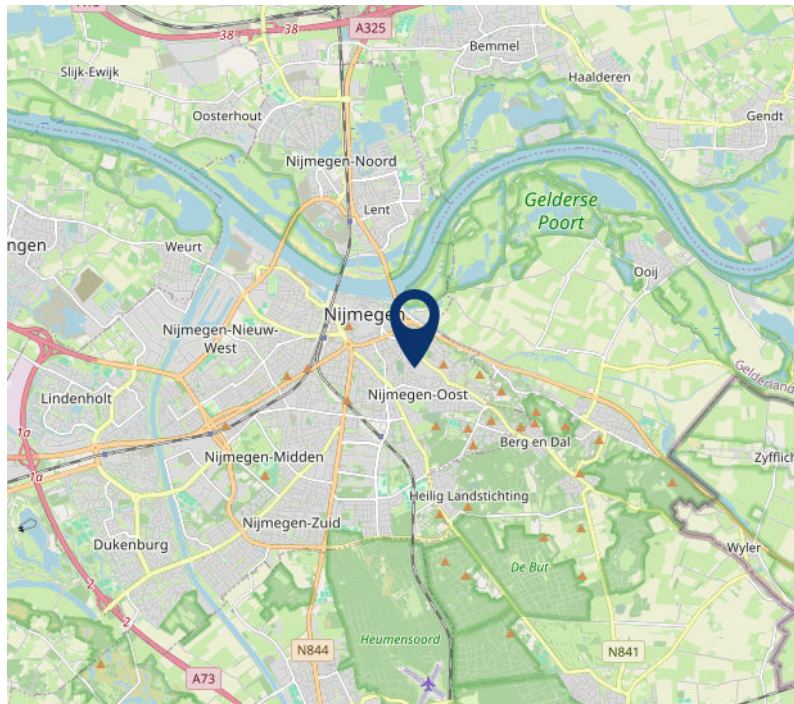 38
38
A325
Bemmel
Slijk-Ewijk
Haalderen
Oosterhout
Gendt
Nijmegen-Noord
Gelderse
Poort
Lent
ngen
Weurt
Ooij
Nijmegen
Nijmegen-Nieuw-
West
Gelderland
Lindenholt
Nijmegen-Oost
1a
Berg en Dal
Nijmegen-Midden
Zyfflich
1a
Heilig Landstichting
Nijmegen-Zuid
Dukenburg
Wyler
De But
2
2
Heumensoord
N844
N841
A73